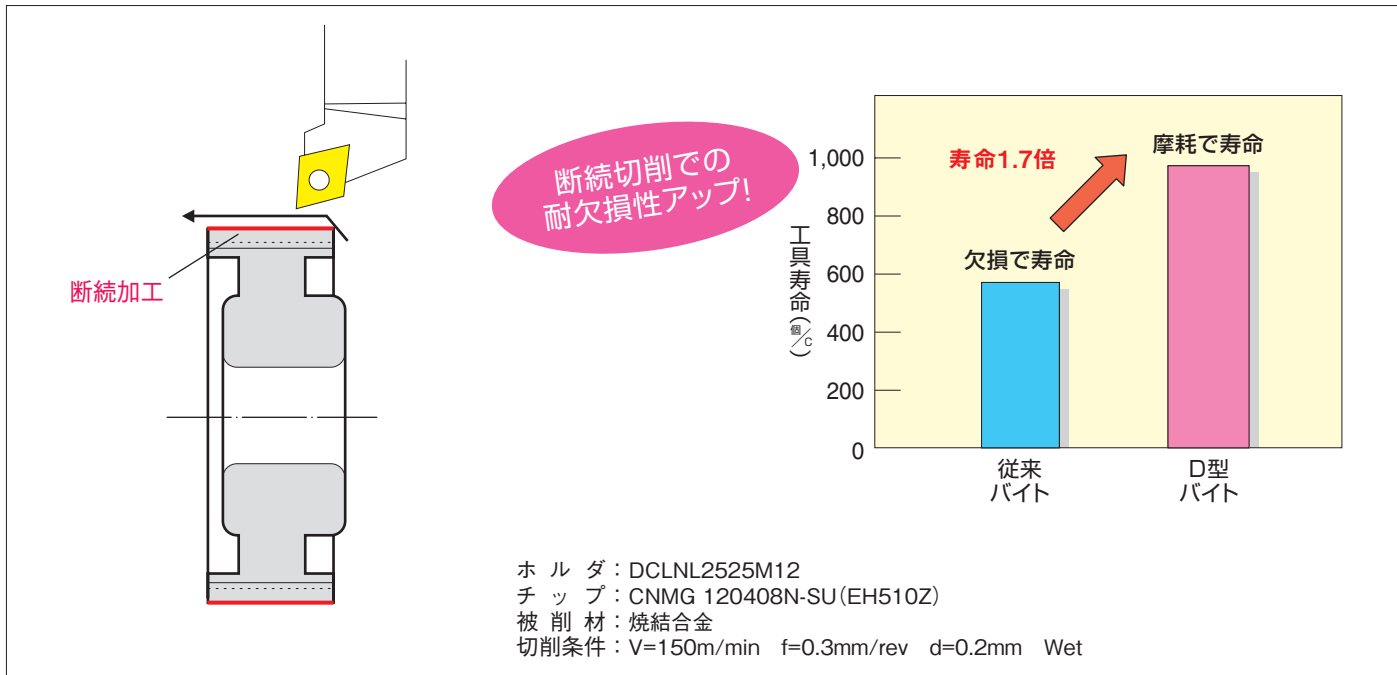 断続切削での
耐欠損性アップ!
断続加工
工具寿命(個/C)
1,000
800
600
400
200
0
寿命1.7倍
摩耗で寿命
欠損で寿命
従来
バイト
D型
バイト
ホルダ:DCLNL2525M12
チップ:CNMG 120408N-SU(EH510Z)
被削材:焼結合金
切削条件:V=150m/min f=0.3mm/rev d=0.2mm Wet